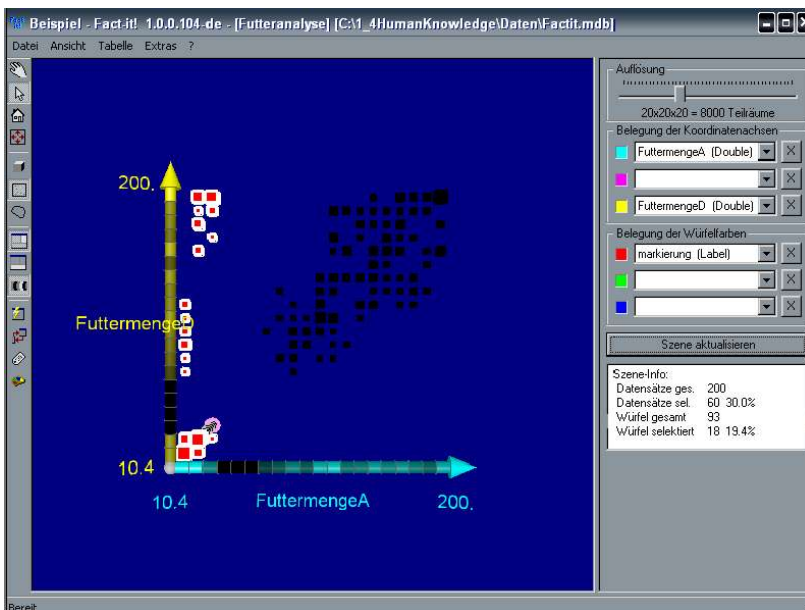 Beispiel - Fact-it! 1.0.0.104-de - [Futteranalyse] [C:\1_4HumanKnowledge\Daten\Factit.mdb]
Datei Ansicht Tabelle Extras ?
Auflösung
20x20x20 = 8000 Teilräume
Belegung der Koordinatenachsen
FuttermengeA (Double)
X
X
FuttermengeD (Double)
X
Belegung der Würfelfarben
markierung (Label)
X
X
X
Szene aktualisieren
Szene-Info:
Datensätze ges. 200
Datensätze sel. 60 30.0%
Würfel gesamt 93
Würfel selektiert 18 19.4%
200.
FuttermengeD
10.4
10.4 FuttermengeA 200.
Bereit